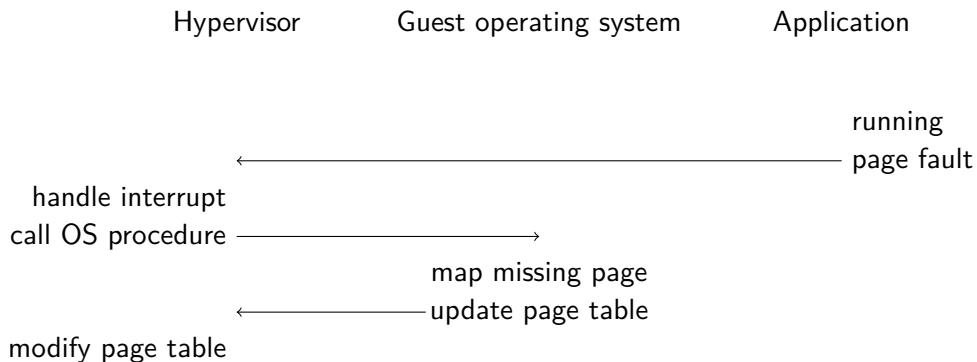 Hypervisor Guest operating system Application
running
page fault
handle interrupt
call OS procedure
map missing page
update page table
modify page table